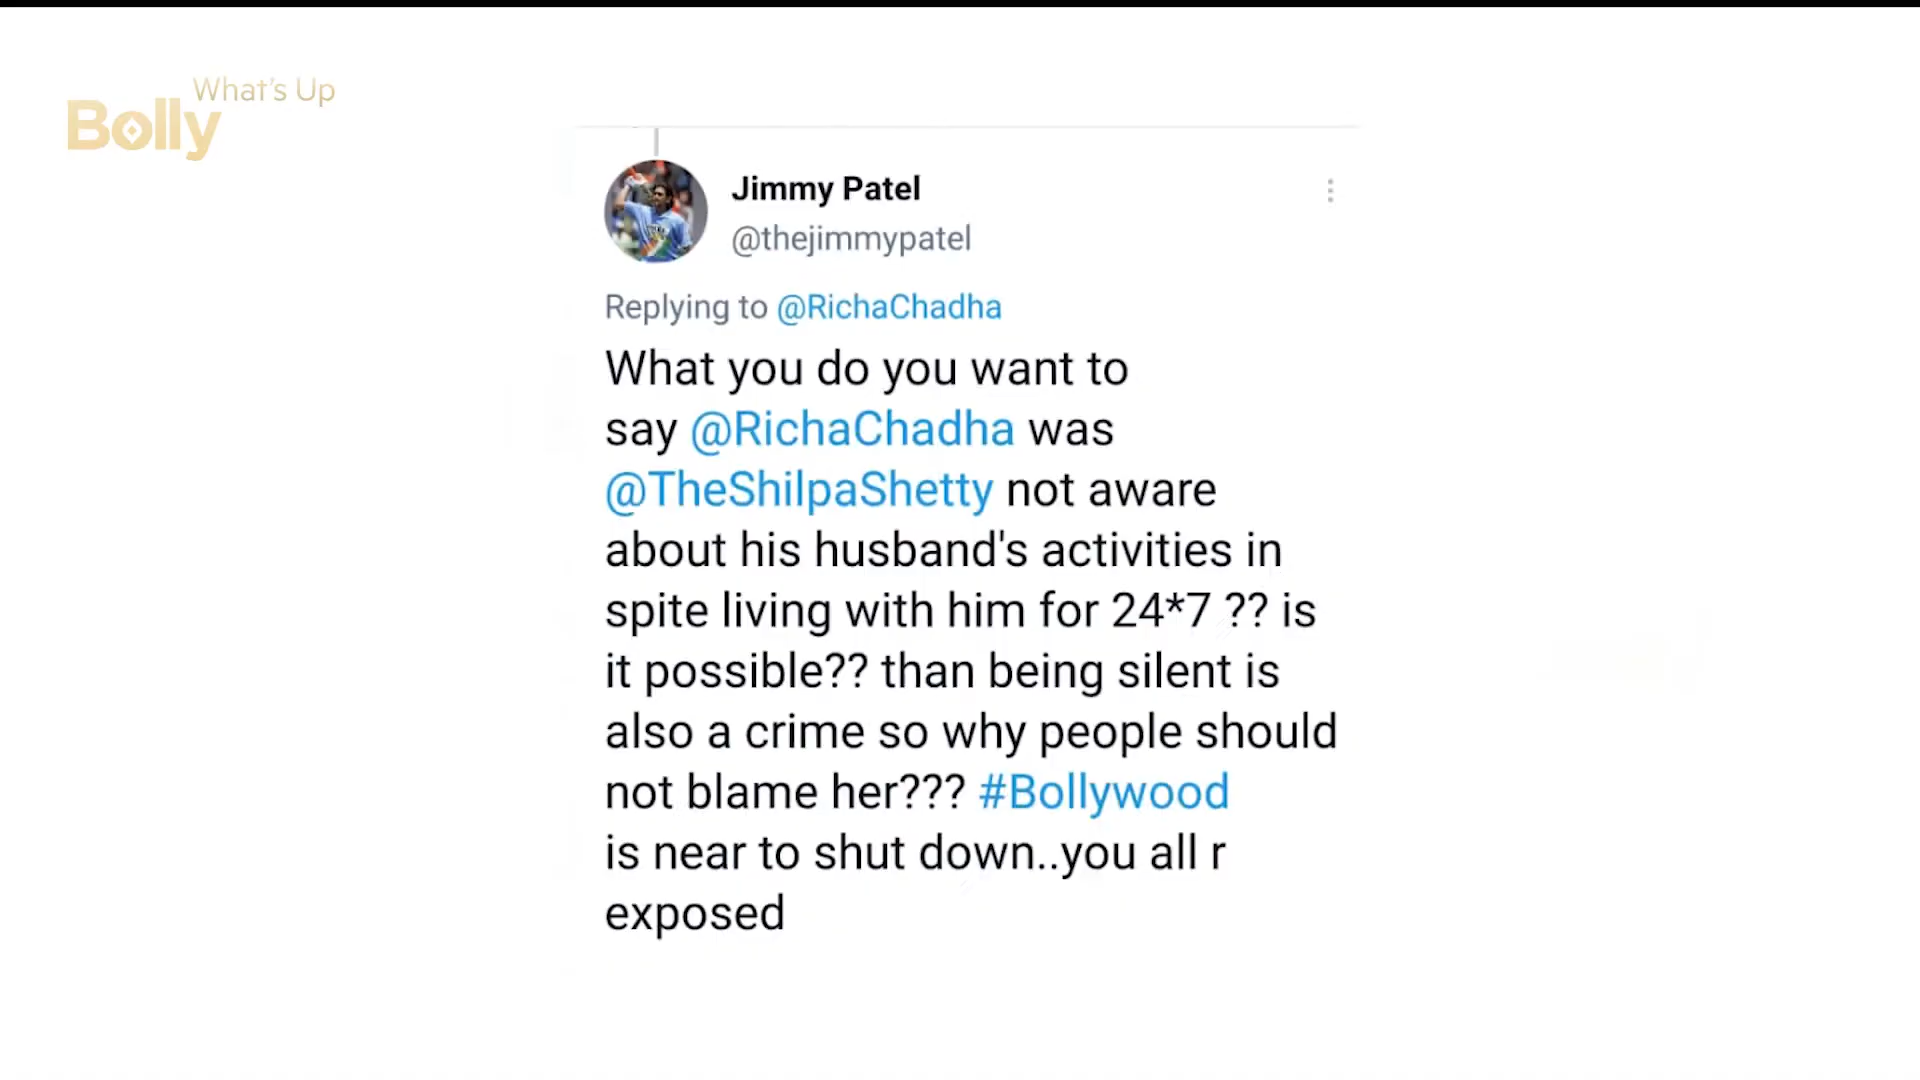 What's Up
Bolly
Jimmy Patel
@thejimmypatel
Replying to @RichaChadha
What you do you want to
say @RichaChadha was
@TheShilpaShetty not aware
about his husband's activities in
spite living with him for 24*7 ?? is
it possible?? than being silent is
also a crime so why people should
not blame her??? #Bollywood
is near to shut down..you all r
exposed